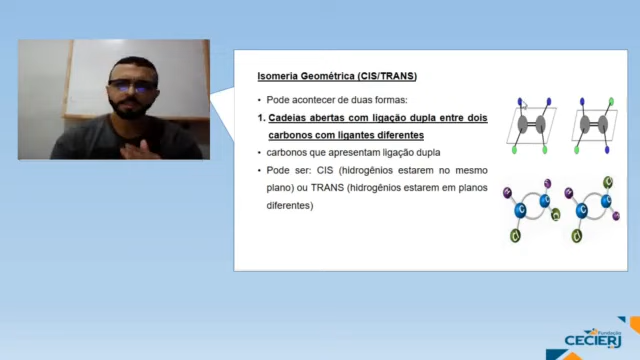 Isomeria Geométrica (CIS/TRANS)
• Pode acontecer de duas formas:
1. Cadeias abertas com ligação dupla entre dois
carbonos com ligantes diferentes
• carbonos que apresentam ligação dupla
• Pode ser: CIS (hidrogênios estarem no mesmo
plano) ou TRANS (hidrogênios estarem em planos
diferentes)
Fundação
CECIERJ